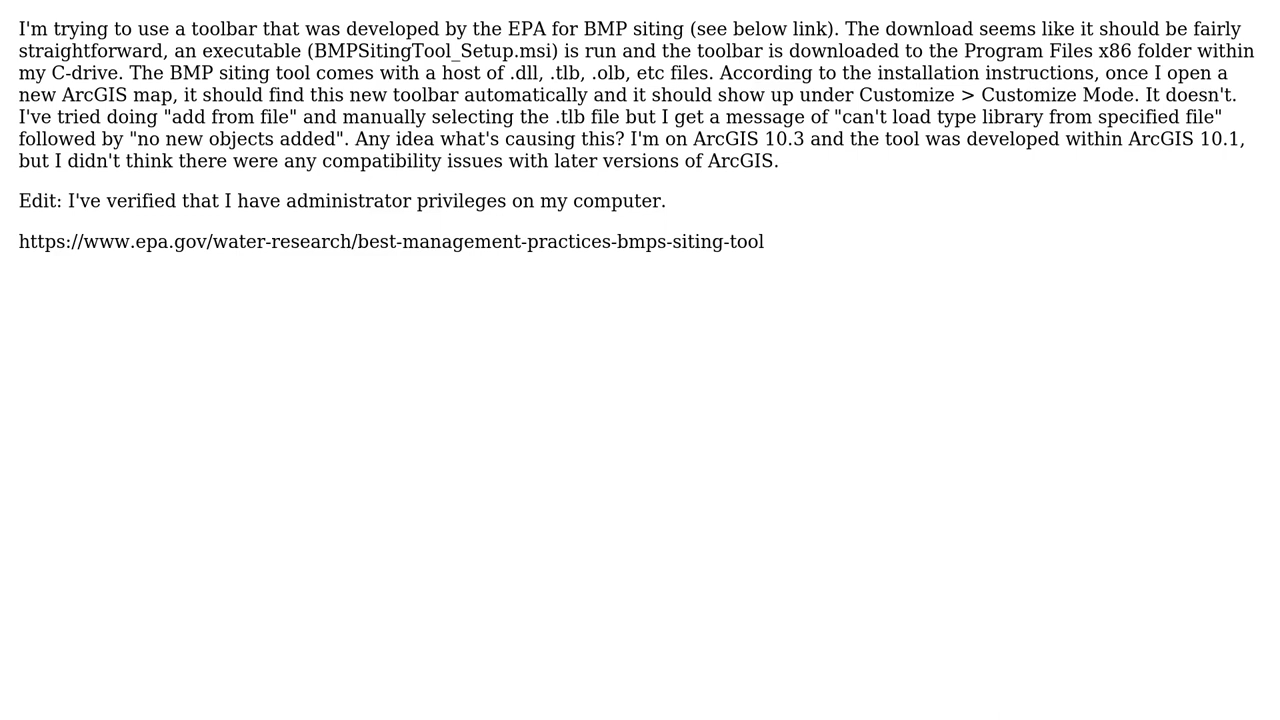 I'm trying to use a toolbar that was developed by the EPA for BMP siting (see below link). The download seems like it should be fairly
straightforward, an executable (BMPSitingTool_Setup.msi) is run and the toolbar is downloaded to the Program Files x86 folder within
my C-drive. The BMP siting tool comes with a host of .dll, .tlb, .olb, etc files. According to the installation instructions, once I open a
new ArcGIS map, it should find this new toolbar automatically and it should show up under Customize > Customize Mode. It doesn't.
I've tried doing "add from file" and manually selecting the .tlb file but I get a message of "can't load type library from specified file"
followed by "no new objects added". Any idea what's causing this? I'm on ArcGIS 10.3 and the tool was developed within ArcGIS 10.1,
but I didn't think there were any compatibility issues with later versions of ArcGIS.
Edit: I've verified that I have administrator privileges on my computer.
https://www.epa.gov/water-research/best-management-practices-bmps-siting-tool